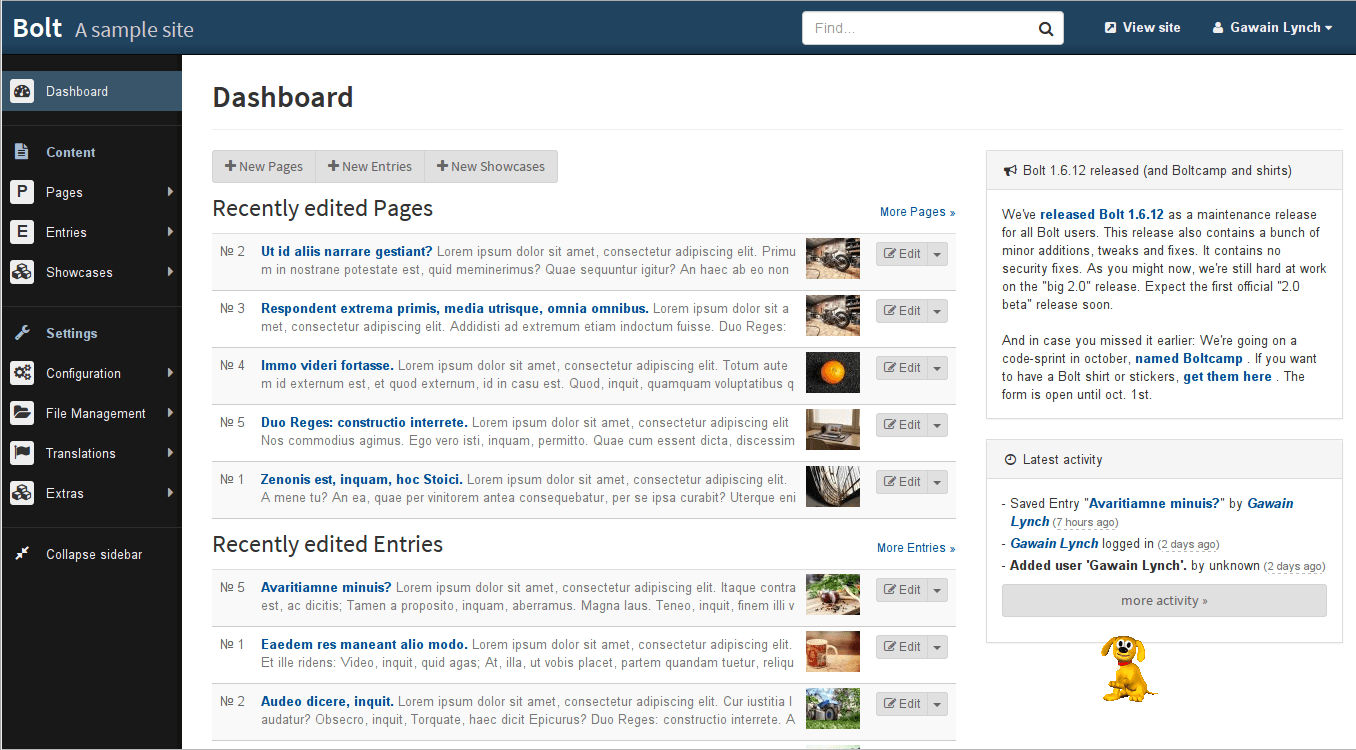 Bolt A sample site
Find...
View site
Gawain Lynch
Dashboard
Content
P Pages
E Entries
Showcases
Settings
Configuration
File Management
Translations
Extras
Collapse sidebar
Dashboard
New Pages New Entries New Showcases
Recently edited Pages More Pages »
№ 2 Ut id aliis narrare gestiant? Lorem ipsum dolor sit amet, consectetur adipiscing elit. Primu Edit
m in nostrane potestate est, quid meminerimus? Quae sequuntur igitur? An haec ab eo non
№ 3 Respondent extrema primis, media utrisque, omnia omnibus. Lorem ipsum dolor sit a Edit
met, consectetur adipiscing elit. Addidisti ad extremum etiam indoctum fuisse. Duo Reges:
№ 4 Immo videri fortasse. Lorem ipsum dolor sit amet, consectetur adipiscing elit. Totum aute Edit
m id externum est, et quod externum, id in casu est. Quod, inquit, quamquam voluptatibus q
№ 5 Duo Reges: constructio interrete. Lorem ipsum dolor sit amet, consectetur adipiscing elit Edit
Nos commodius agimus. Ego vero isti, inquam, permitto. Quae cum essent dicta, discessim
№ 1 Zenonis est, inquam, hoc Stoici. Lorem ipsum dolor sit amet, consectetur adipiscing elit. Edit
A mene tu? An ea, quae per vinitorem antea consequebatur, per se ipsa curabit? Uterque eni
Recently edited Entries More Entries »
№ 5 Avaritiamne minuis? Lorem ipsum dolor sit amet, consectetur adipiscing elit. Itaque contra Edit
est, ac dicitis; Tamen a proposito, inquam, aberramus. Magna laus. Teneo, inquit, finem illi v
№ 1 Eaedem res maneant alio modo. Lorem ipsum dolor sit amet, consectetur adipiscing elit. Edit
Et ille ridens: Video, inquit, quid agas; At, illa, ut vobis placet, partem quandam tuetur, reliqu
№ 2 Audeo dicere, inquit. Lorem ipsum dolor sit amet, consectetur adipiscing elit. Cur iustitia l Edit
audatur? Obsecro, inquit, Torquate, haec dicit Epicurus? Duo Reges: constructio interrete. A
Bolt 1.6.12 released (and Boltcamp and shirts)
We've released Bolt 1.6.12 as a maintenance release
for all Bolt users. This release also contains a bunch of
minor additions, tweaks and fixes. It contains no
security fixes. As you might now, we're still hard at work
on the "big 2.0" release. Expect the first official "2.0
beta" release soon.
And in case you missed it earlier: We're going on a
code-sprint in october, named Boltcamp . If you want
to have a Bolt shirt or stickers, get them here . The
form is open until oct. 1st.
Latest activity
- Saved Entry "Avaritiamne minuis?" by Gawain
Lynch (7 hours ago)
- Gawain Lynch logged in (2 days ago)
- Added user 'Gawain Lynch'. by unknown (2 days ago)
more activity »